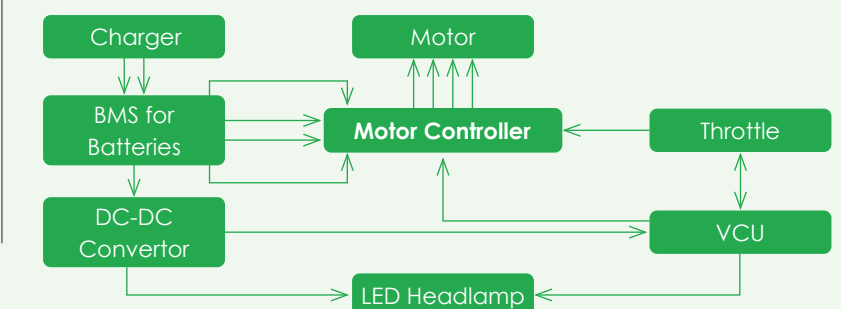 Charger
Motor
BMS for
Batteries
Motor Controller
Throttle
DC-DC
Convertor
VCU
LED Headlamp